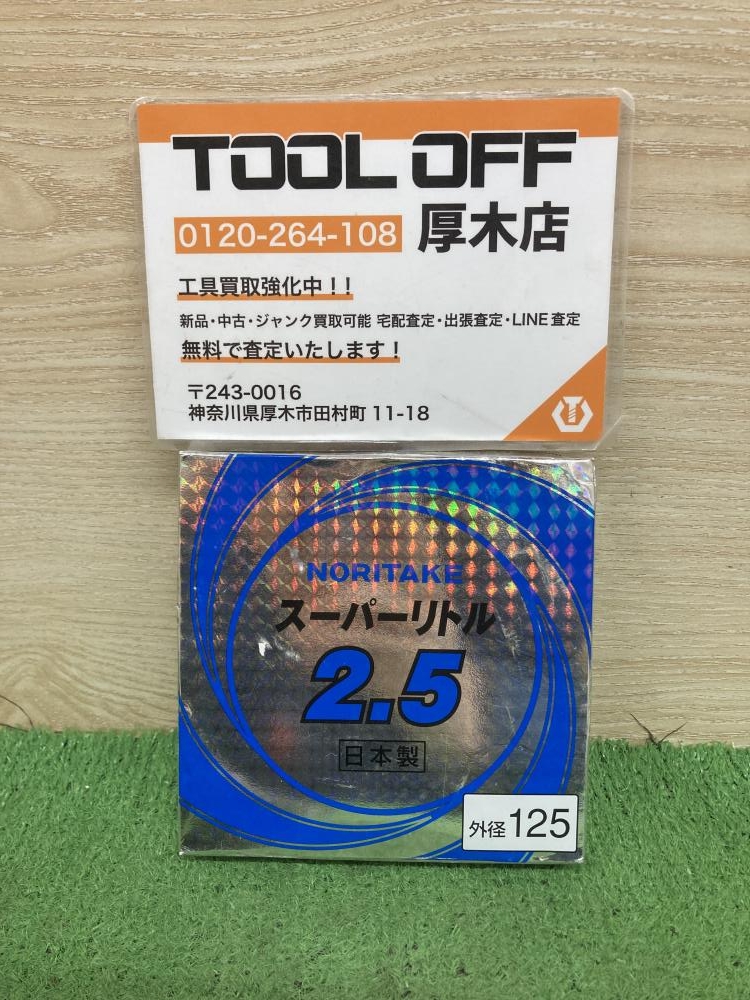 TOOL OFF
0120-264-108 厚木店
工具買取強化中!!
新品・中古・ジャンク買取可能 宅配査定・出張査定・LINE査定
無料で査定いたします!
〒243-0016
神奈川県厚木市田村町 11-18
NORITAKE
スーパーリトル
2.5
日本製
外径125